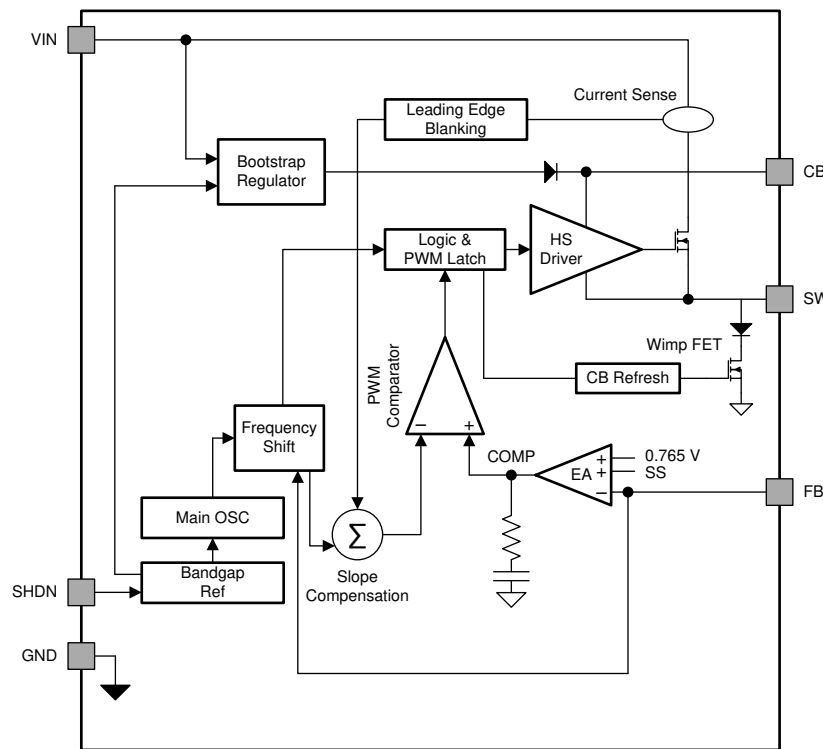 VIN
Current Sense
Leading Edge
Blanking
Bootstrap
Regulator
CB
Logic &
PWM Latch
HS
Driver
SW
Wimp FET
CB Refresh
PWM
Comparator
−
+
Frequency
Shift
COMP
EA
+
+
−
0.765 V
SS
FB
Main OSC
Σ
Slope
Compensation
Bandgap
Ref
SHDN
GND